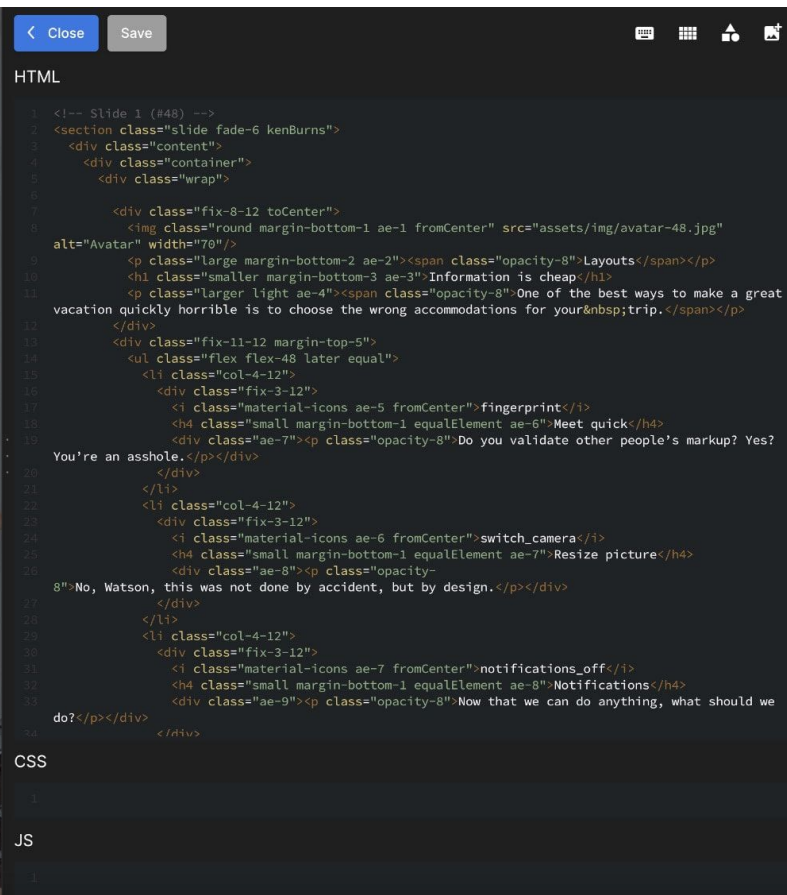 Close Save
HTML
1 <!-- Slide 1 (#48) -->
2 <section class="slide fade-6 kenBurns">
3 <div class="content">
4 <div class="container">
5 <div class="wrap">
6
7 <div class="fix-8-12 toCenter">
8 <img class="round margin-bottom-1 ae-1 fromCenter" src="assets/img/avatar-48.jpg"
alt="Avatar" width="70"/>
9 <p class="large margin-bottom-2 ae-2"><span class="opacity-8">Layouts</span></p>
10 <h1 class="smaller margin-bottom-3 ae-3">Information is cheap</h1>
11 <p class="larger light ae-4"><span class="opacity-8">One of the best ways to make a great
vacation quickly horrible is to choose the wrong accommodations for your&nbsp;trip.</span></p>
12 </div>
13 <div class="fix-11-12 margin-top-5">
14 <ul class="flex flex-48 later equal">
15 <li class="col-4-12">
16 <div class="fix-3-12">
17 <i class="material-icons ae-5 fromCenter">fingerprint</i>
18 <h4 class="small margin-bottom-1 equalElement ae-6">Meet quick</h4>
19 <div class="ae-7"><p class="opacity-8">Do you validate other people’s markup? Yes?
You’re an asshole.</p></div>
20 </div>
21 </li>
22 <li class="col-4-12">
23 <div class="fix-3-12">
24 <i class="material-icons ae-6 fromCenter">switch_camera</i>
25 <h4 class="small margin-bottom-1 equalElement ae-7">Resize picture</h4>
26 <div class="ae-8"><p class="opacity-
8">No, Watson, this was not done by accident, but by design.</p></div>
27 </div>
28 </li>
29 <li class="col-4-12">
30 <div class="fix-3-12">
31 <i class="material-icons ae-7 fromCenter">notifications_off</i>
32 <h4 class="small margin-bottom-1 equalElement ae-8">Notifications</h4>
33 <div class="ae-9"><p class="opacity-8">Now that we can do anything, what should we
do?</p></div>
34 </div>
CSS
1
JS
1